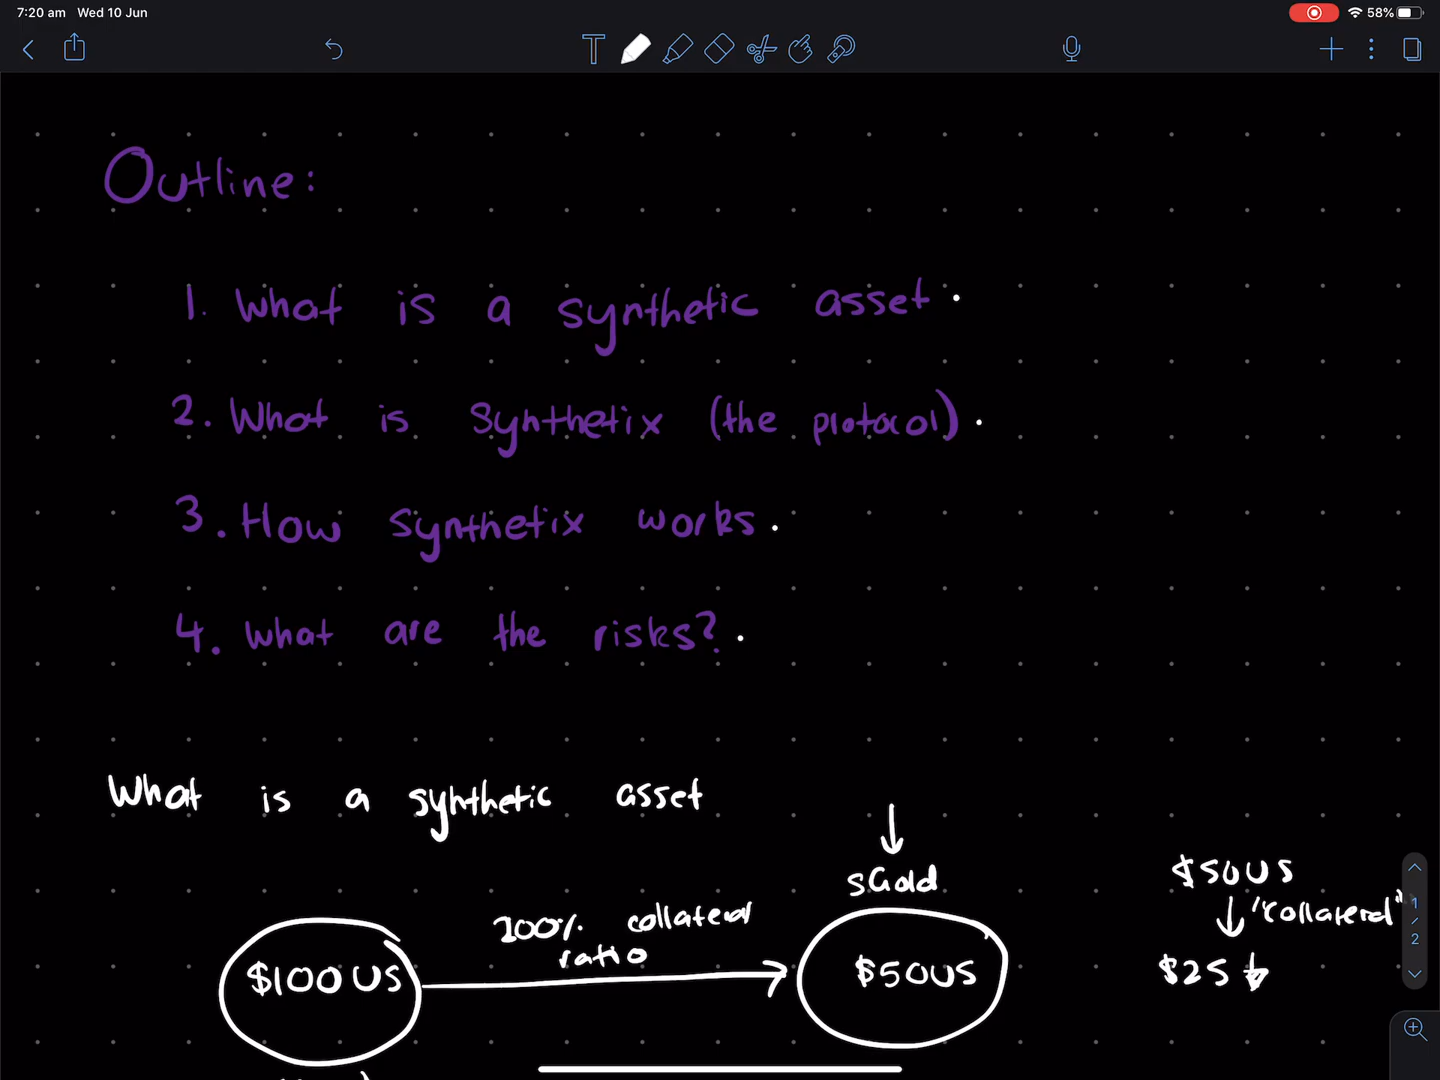 7:20 am Wed 10 Jun
58%
Outline:
1. What is a synthetic asset.
2. What is Synthetix (the protocol).
3. How Synthetix works.
4. What are the risks? .
What is a synthetic asset
sGold
$50US
200% collateral
"Collateral"
ratio
$100US
$50US
$25
1
/
2